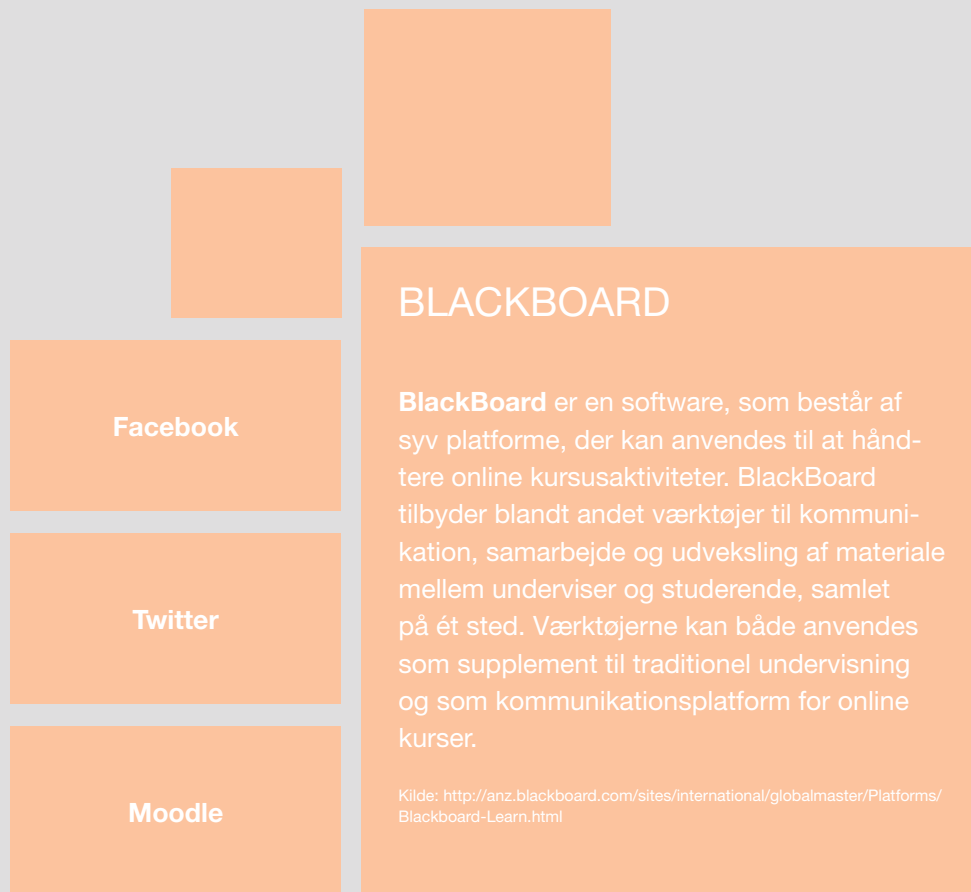 BLACKBOARD
BlackBoard er en software, som består af
syv platforme, der kan anvendes til at hånd-
tere online kursusaktiviteter. BlackBoard
tilbyder blandt andet værktøjer til kommuni-
kation, samarbejde og udveksling af materiale
mellem underviser og studerende, samlet
på ét sted. Værktøjerne kan både anvendes
som supplement til traditionel undervisning
og som kommunikationsplatform for online
kurser.
Kilde: http://anz.blackboard.com/sites/international/globalmaster/Platforms/
Blackboard-Learn.html
Facebook
Twitter
Moodle